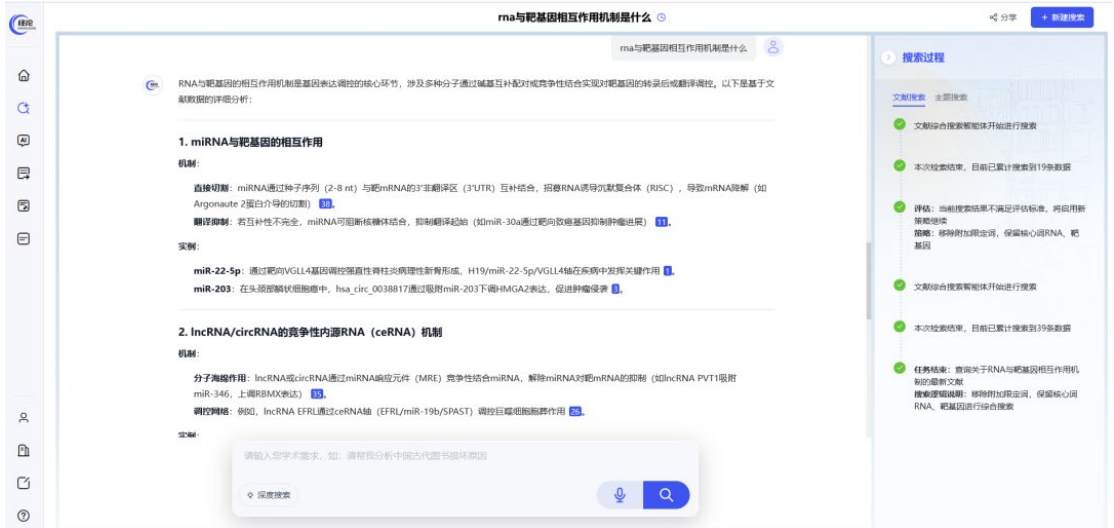 维论
rna与靶基因相互作用机制是什么
分享
+ 新建搜索
rna与靶基因相互作用机制是什么
RNA与靶基因的相互作用机制是基因表达调控的核心环节，涉及多种分子通过碱基互补配对或竞争性结合实现对靶基因的转录后或翻译调控。以下是基于文
献数据的详细分析：
1. miRNA与靶基因的相互作用
机制：
直接切割：miRNA通过种子序列（2-8 nt）与靶mRNA的3'非翻译区（3'UTR）互补结合，招募RNA诱导沉默复合体（RISC），导致mRNA降解（如
Argonaute 2蛋白介导的切割） 38。
翻译抑制：若互补性不完全，miRNA可阻断核糖体结合，抑制翻译起始（如miR-30a通过靶向致癌基因抑制肿瘤进展） 11。
实例：
miR-22-5p：通过靶向VGLL4基因调控强直性脊柱炎病理性新骨形成，H19/miR-22-5p/VGLL4轴在疾病中发挥关键作用 1。
miR-203：在头颈部鳞状细胞癌中，hsa_circ_0038817通过吸附miR-203下调HMGA2表达，促进肿瘤侵袭 3。
2. lncRNA/circRNA的竞争性内源RNA（ceRNA）机制
机制：
分子海绵作用：lncRNA或circRNA通过miRNA响应元件（MRE）竞争性结合miRNA，解除miRNA对靶mRNA的抑制（如lncRNA PVT1吸附
miR-346，上调RBMX表达） 35。
调控网络：例如，lncRNA EFRL通过ceRNA轴（EFRL/miR-19b/SPAST）调控巨噬细胞胞葬作用 26。
实例：
请输入您学术需求，如：请帮我分析中国古代图书损坏原因
深度搜索
搜索过程
文献搜索 主题搜索
文献综合搜索智能体开始进行搜索
本次检索结束，目前已累计搜索到19条数据
评估：当前搜索结果不满足评估标准，将启用新
策略继续
策略：移除附加限定词，保留核心词RNA、靶
基因
文献综合搜索智能体开始进行搜索
本次检索结束，目前已累计搜索到39条数据
任务结束：查询关于RNA与靶基因相互作用机
制的最新文献
搜索逻辑说明：移除附加限定词，保留核心词
RNA、靶基因进行综合搜索